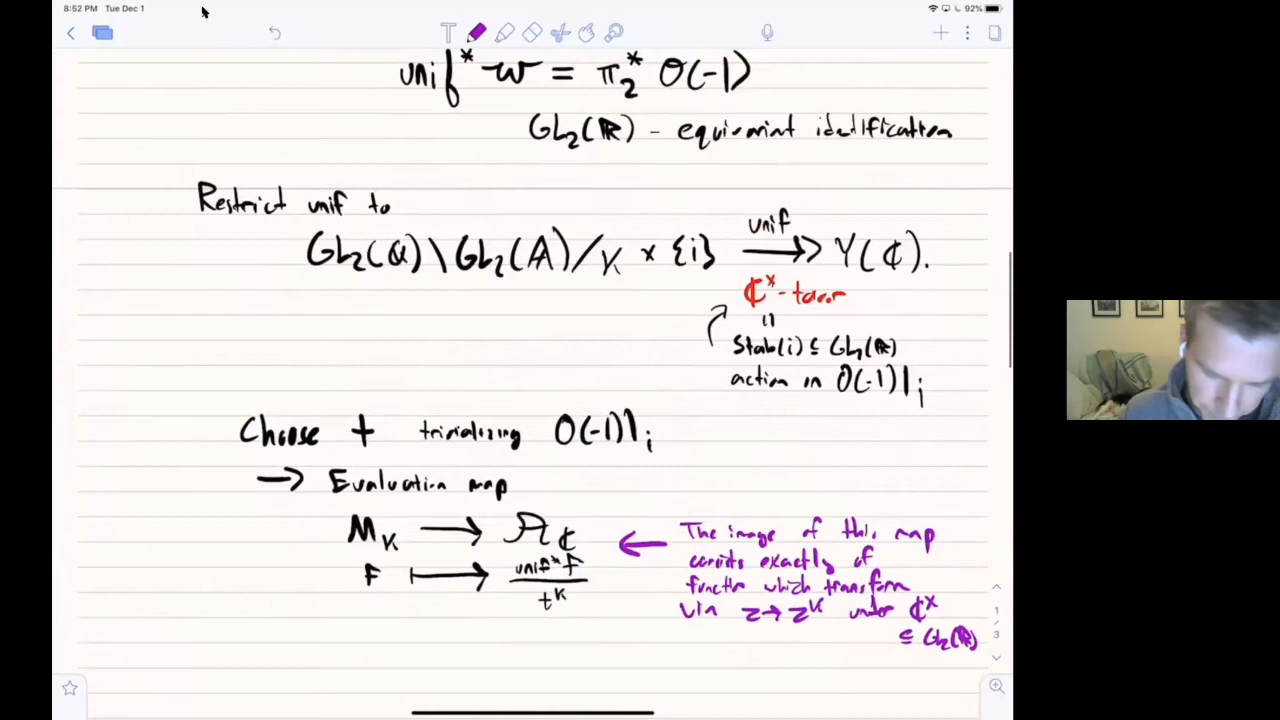 8:52 PM Tue Dec 1
92%
unif* ω = π₂* O(-1)
GL₂(ℝ) - equivariant identification
Restrict unif to
GL₂(ℚ)\GL₂(𝔸)/K × {i} ↠ Y(ℂ).
unif
ℂ^× - torsor
Stab(i) ⊆ GL₂(ℝ)
action on O(-1)|ᵢ
Choose t trivializing O(-1)|ᵢ
→ Evaluation map
M_K → 𝒜_ℂ
F ↦ unif*F / t^K
← The image of this map
consists exactly of
functions which transform
via z → z^K under ℂ^×
⊆ GL₂(ℝ)
1
/
3